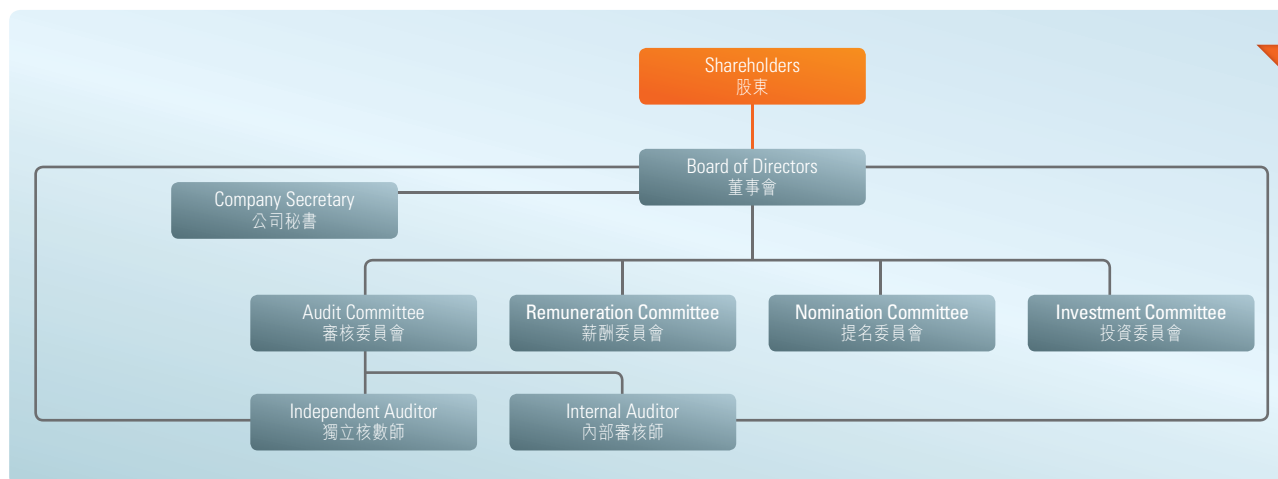 Shareholders
股東
Board of Directors
董事會
Company Secretary
公司秘書
Audit Committee
審核委員會
Remuneration Committee
薪酬委員會
Nomination Committee
提名委員會
Investment Committee
投資委員會
Independent Auditor
獨立核數師
Internal Auditor
內部審核師